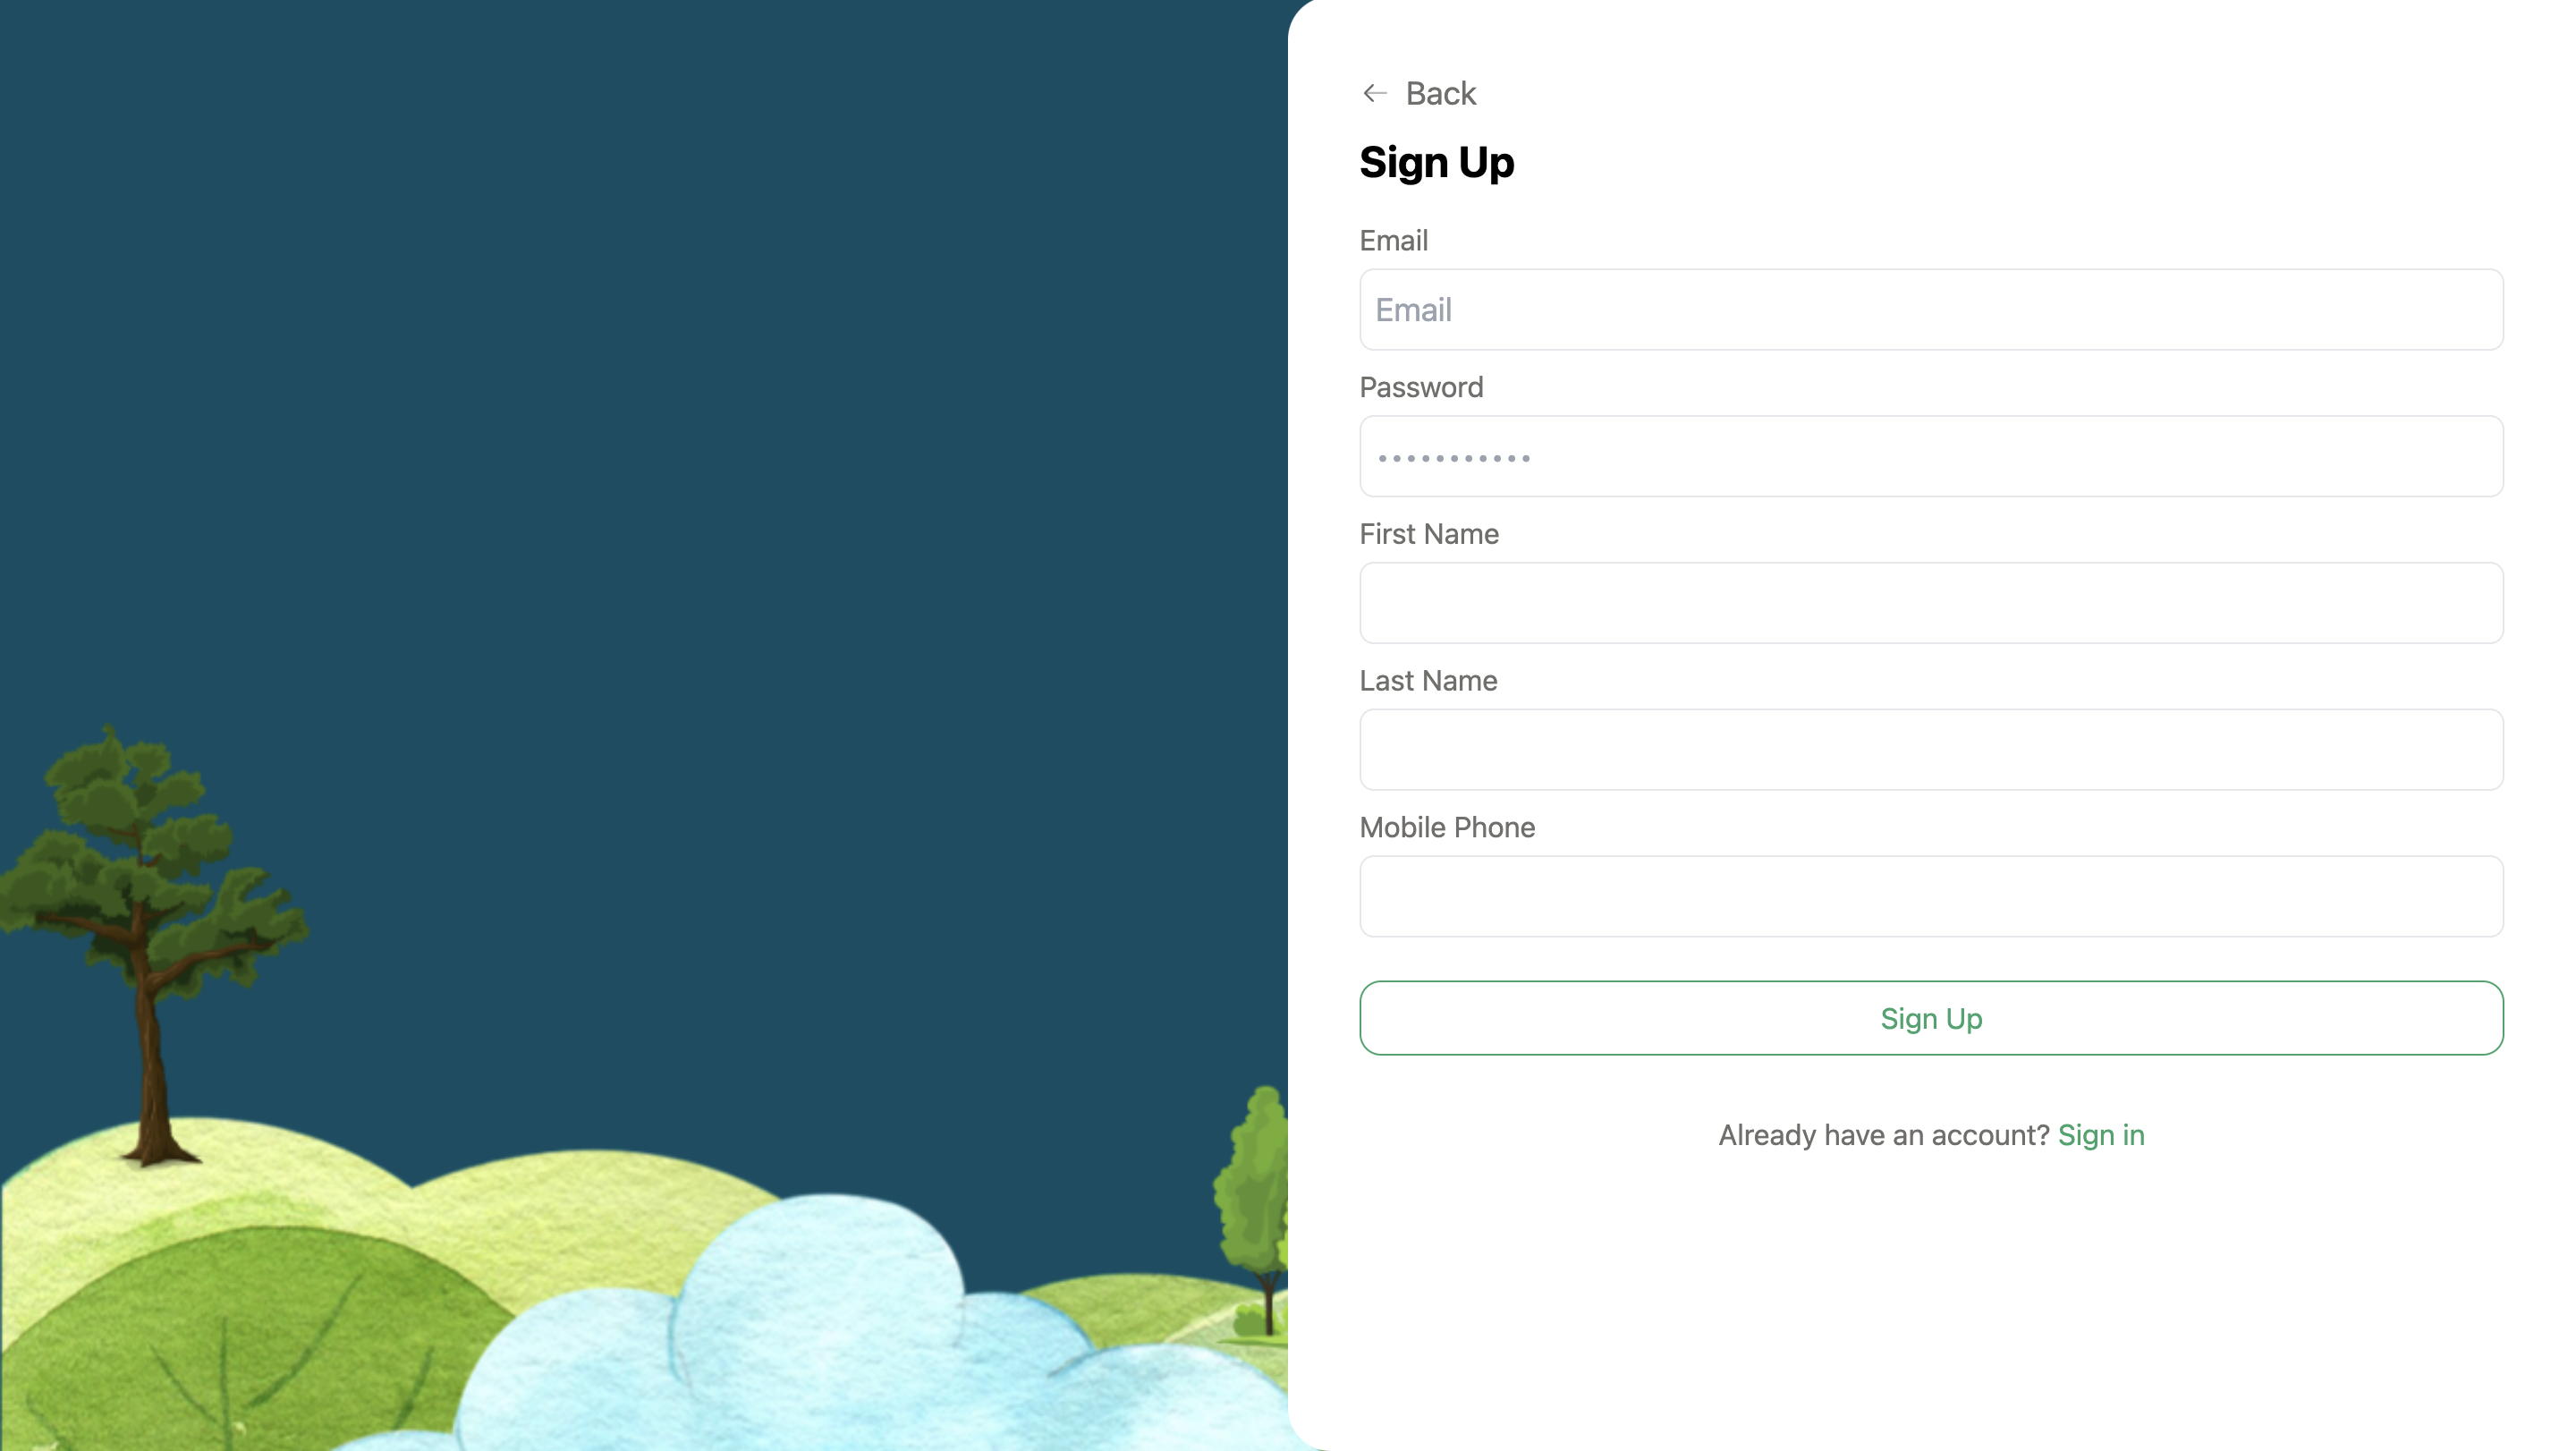 ← Back
Sign Up
Email
Email
Password
•••••••••••
First Name
Last Name
Mobile Phone
Sign Up
Already have an account? Sign in